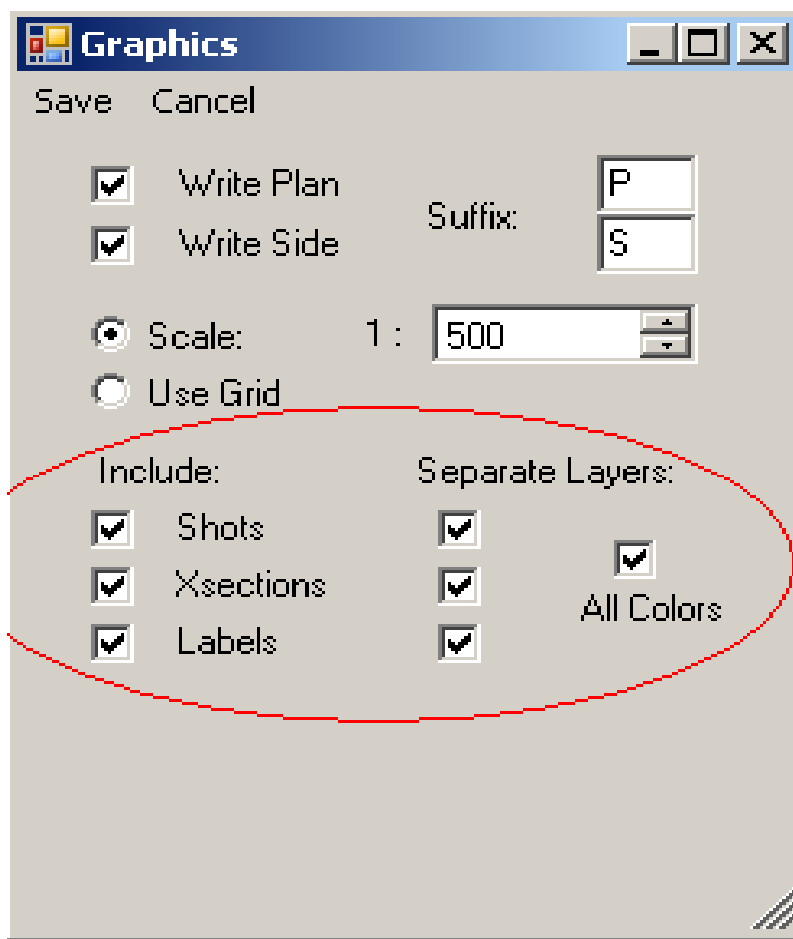 Graphics
Save Cancel
Write Plan
Suffix:
P
Write Side
S
Scale: 1 : 500
Use Grid
Include: Separate Layers:
Shots
Xsections
All Colors
Labels